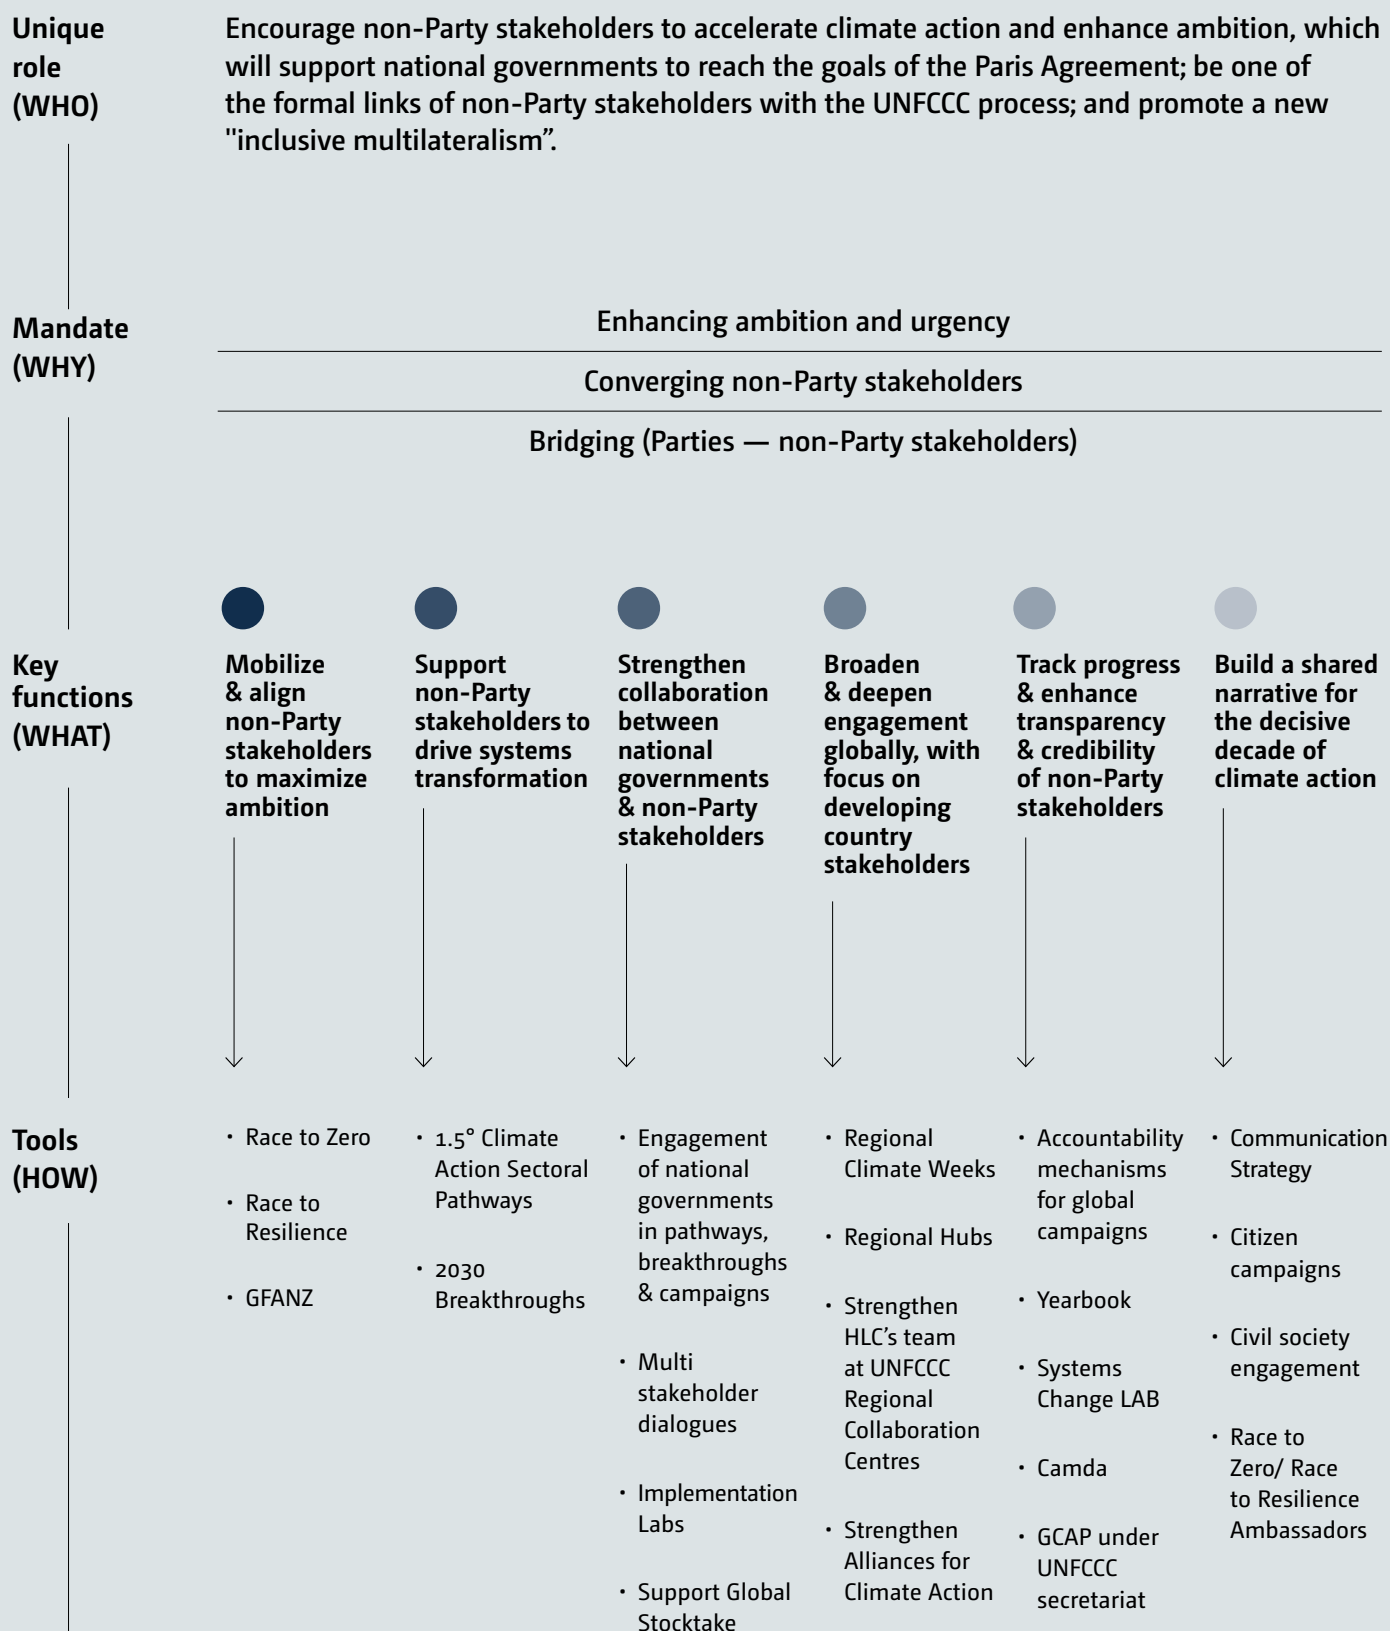 Unique
role
(WHO)
Encourage non-Party stakeholders to accelerate climate action and enhance ambition, which
will support national governments to reach the goals of the Paris Agreement; be one of
the formal links of non-Party stakeholders with the UNFCCC process; and promote a new
"inclusive multilateralism”.
Mandate
(WHY)
Enhancing ambition and urgency
Converging non-Party stakeholders
Bridging (Parties — non-Party stakeholders)
Key
functions
(WHAT)
Mobilize
& align
non-Party
stakeholders
to maximize
ambition
Support
non-Party
stakeholders to
drive systems
transformation
Strengthen
collaboration
between
national
governments
& non-Party
stakeholders
Broaden
& deepen
engagement
globally, with
focus on
developing
country
stakeholders
Track progress
& enhance
transparency
& credibility
of non-Party
stakeholders
Build a shared
narrative for
the decisive
decade of
climate action
Tools
(HOW)
• Race to Zero
• Race to
Resilience
• GFANZ
• 1.5° Climate
Action Sectoral
Pathways
• 2030
Breakthroughs
• Engagement
of national
governments
in pathways,
breakthroughs
& campaigns
• Multi
stakeholder
dialogues
• Implementation
Labs
• Support Global
Stocktake
• Regional
Climate Weeks
• Regional Hubs
• Strengthen
HLC’s team
at UNFCCC
Regional
Collaboration
Centres
• Strengthen
Alliances for
Climate Action
• Accountability
mechanisms
for global
campaigns
• Yearbook
• Systems
Change LAB
• Camda
• GCAP under
UNFCCC
secretariat
• Communication
Strategy
• Citizen
campaigns
• Civil society
engagement
• Race to
Zero/ Race
to Resilience
Ambassadors